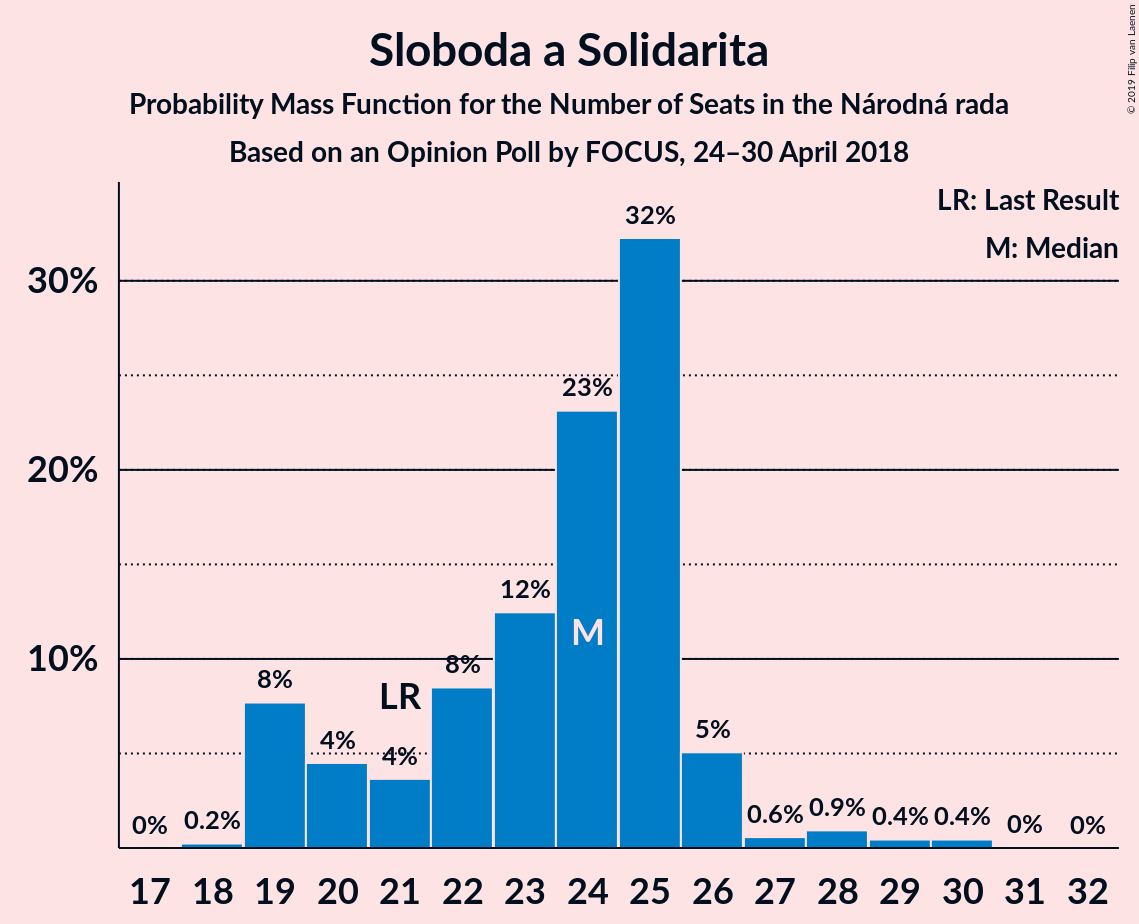 Sloboda a Solidarita
Probability Mass Function for the Number of Seats in the Národná rada
Based on an Opinion Poll by FOCUS, 24–30 April 2018
© 2019 Filip van Laenen
LR: Last Result
M: Median
30%
20%
10%
0%
0.2%
8%
4%
4%
LR
8%
12%
23%
M
32%
5%
0.6%
0.9%
0.4%
0.4%
0%
0%
17 18 19 20 21 22 23 24 25 26 27 28 29 30 31 32